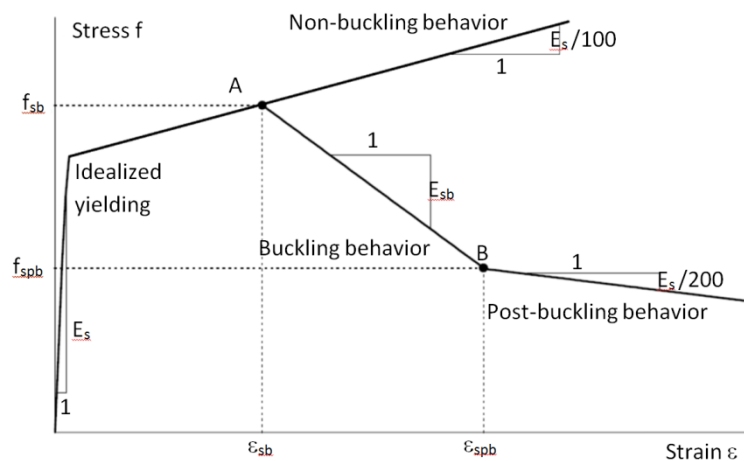 Stress f
Non-buckling behavior
E_s/100
1
A
f_sb
Idealized
yielding
1
E_sb
Buckling behavior
B
f_spb
1
E_s/200
Post-buckling behavior
E_s
1
ε_sb
ε_spb
Strain ε